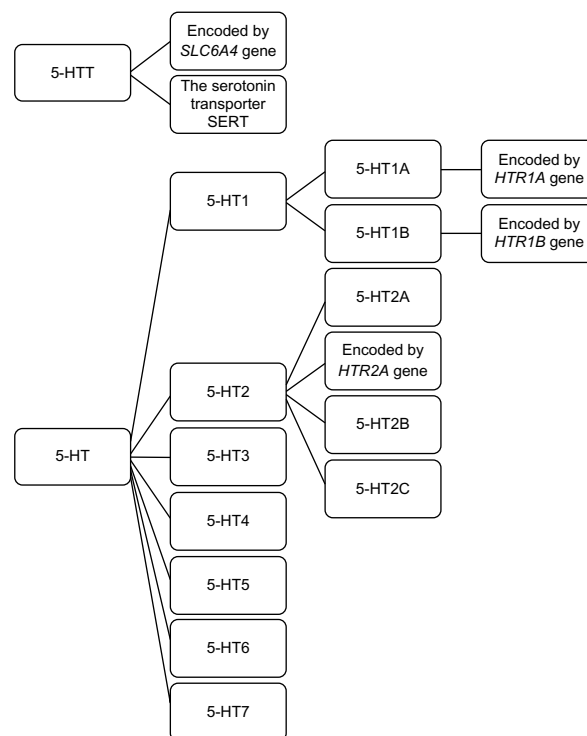 Encoded by
SLC6A4 gene
5-HTT
The serotonin
transporter
SERT
5-HT1A
Encoded by
HTR1A gene
5-HT1
5-HT1B
Encoded by
HTR1B gene
5-HT2A
Encoded by
HTR2A gene
5-HT2
5-HT2B
5-HT
5-HT3
5-HT2C
5-HT4
5-HT5
5-HT6
5-HT7